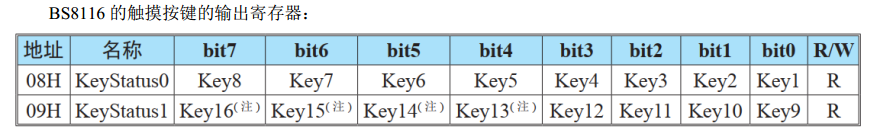 BS8116 的触摸按键的输出寄存器：
地址 名称 bit7 bit6 bit5 bit4 bit3 bit2 bit1 bit0 R/W
08H KeyStatus0 Key8 Key7 Key6 Key5 Key4 Key3 Key2 Key1 R
09H KeyStatus1 Key16(注) Key15(注) Key14(注) Key13(注) Key12 Key11 Key10 Key9 R